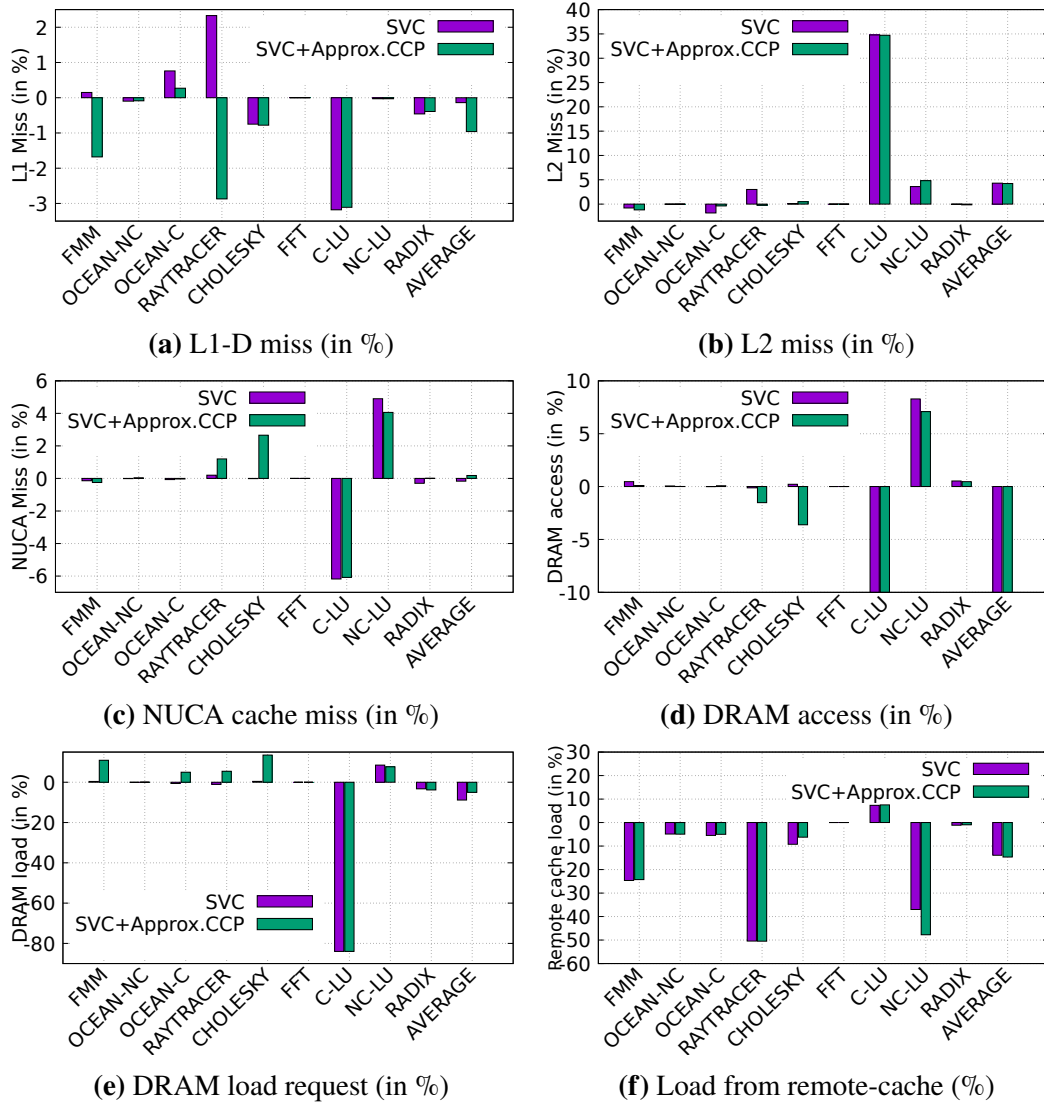 L1 Miss (in %)
2
1
0
-1
-2
-3
SVC
SVC+Approx.CCP
FMM
OCEAN-NC
OCEAN-C
RAYTRACER
CHOLESKY
FFT
C-LU
NC-LU
RADIX
AVERAGE
(a) L1-D miss (in %)
L2 Miss (in %)
40
35
30
25
20
15
10
5
0
SVC
SVC+Approx.CCP
FMM
OCEAN-NC
OCEAN-C
RAYTRACER
CHOLESKY
FFT
C-LU
NC-LU
RADIX
AVERAGE
(b) L2 miss (in %)
NUCA Miss (in %)
6
4
2
0
-2
-4
-6
SVC
SVC+Approx.CCP
FMM
OCEAN-NC
OCEAN-C
RAYTRACER
CHOLESKY
FFT
C-LU
NC-LU
RADIX
AVERAGE
(c) NUCA cache miss (in %)
DRAM access (in %)
10
5
0
-5
-10
SVC
SVC+Approx.CCP
FMM
OCEAN-NC
OCEAN-C
RAYTRACER
CHOLESKY
FFT
C-LU
NC-LU
RADIX
AVERAGE
(d) DRAM access (in %)
DRAM load (in %)
0
-20
-40
-60
-80
SVC
SVC+Approx.CCP
FMM
OCEAN-NC
OCEAN-C
RAYTRACER
CHOLESKY
FFT
C-LU
NC-LU
RADIX
AVERAGE
(e) DRAM load request (in %)
Remote cache load (in %)
30
20
10
0
-10
-20
-30
-40
-50
-60
SVC
SVC+Approx.CCP
FMM
OCEAN-NC
OCEAN-C
RAYTRACER
CHOLESKY
FFT
C-LU
NC-LU
RADIX
AVERAGE
(f) Load from remote-cache (%)